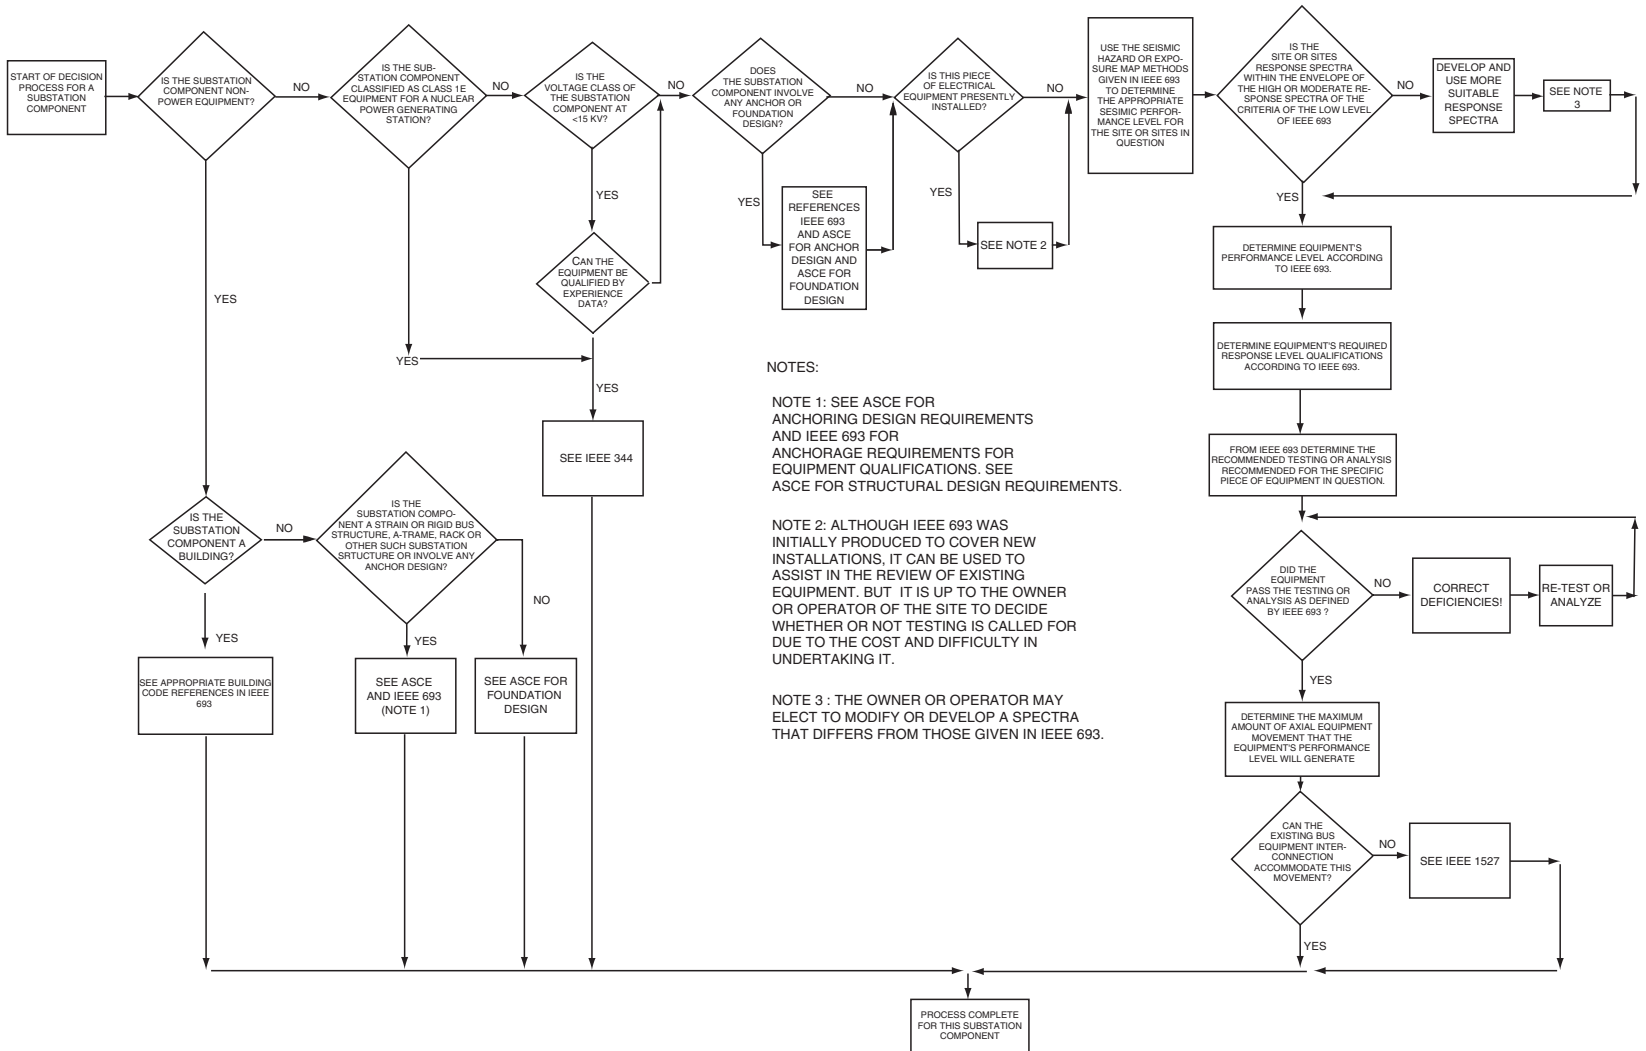 START OF DECISION
PROCESS FOR A
SUBSTATION
COMPONENT
IS THE SUBSTATION
COMPONENT NON-
POWER EQUIPMENT?
NO
YES
IS THE SUB-
STATION COMPONENT
CLASSIFIED AS CLASS 1E
EQUIPMENT FOR A NUCLEAR
POWER GENERATING
STATION?
NO
YES
IS THE
VOLTAGE CLASS OF
THE SUBSTATION
COMPONENT AT
<15 KV?
NO
YES
CAN THE
EQUIPMENT BE
QUALIFIED BY
EXPERIENCE
DATA?
YES
SEE IEEE 344
DOES
THE SUBSTATION
COMPONENT INVOLVE
ANY ANCHOR OR
FOUNDATION
DESIGN?
NO
YES
SEE
REFERENCES
IEEE 693
AND ASCE
FOR ANCHOR
DESIGN AND
ASCE FOR
FOUNDATION
DESIGN
IS THIS PIECE
OF ELECTRICAL
EQUIPMENT PRESENTLY
INSTALLED?
NO
YES
SEE NOTE 2
USE THE SEISMIC
HAZARD OR EXPO-
SURE MAP METHODS
GIVEN IN IEEE 693
TO DETERMINE
THE APPROPRIATE
SESIMIC PERFOR-
MANCE LEVEL FOR
THE SITE OR SITES IN
QUESTION
IS THE
SITE OR SITES
RESPONSE SPECTRA
WITHIN THE ENVELOPE OF
THE HIGH OR MODERATE RE-
SPONSE SPECTRA OF THE
CRITERIA OF THE LOW LEVEL
OF IEEE 693
NO
DEVELOP AND
USE MORE
SUITABLE
RESPONSE
SPECTRA
SEE NOTE
3
YES
DETERMINE EQUIPMENT'S
PERFORMANCE LEVEL ACCORDING
TO IEEE 693.
DETERMINE EQUIPMENT'S REQUIRED
RESPONSE LEVEL QUALIFICATIONS
ACCORDING TO IEEE 693.
FROM IEEE 693 DETERMINE THE
RECOMMENDED TESTING OR ANALYSIS
RECOMMENDED FOR THE SPECIFIC
PIECE OF EQUIPMENT IN QUESTION.
DID THE
EQUIPMENT
PASS THE TESTING OR
ANALYSIS AS DEFINED
BY IEEE 693 ?
NO
CORRECT
DEFICIENCIES!
RE-TEST OR
ANALYZE
YES
DETERMINE THE MAXIMUM
AMOUNT OF AXIAL EQUIPMENT
MOVEMENT THAT THE
EQUIPMENT'S PERFORMANCE
LEVEL WILL GENERATE
CAN THE
EXISTING BUS
EQUIPMENT INTER-
CONNECTION
ACCOMMODATE THIS
MOVEMENT?
NO
SEE IEEE 1527
YES
IS THE
SUBSTATION
COMPONENT A
BUILDING?
NO
YES
SEE APPROPRIATE BUILDING
CODE REFERENCES IN IEEE
693
IS THE
SUBSTATION COMPO-
NENT A STRAIN OR RIGID BUS
STRUCTURE, A-TRAME, RACK OR
OTHER SUCH SUBSTATION
SRTUCTURE OR INVOLVE ANY
ANCHOR DESIGN?
NO
YES
SEE ASCE
AND IEEE 693
(NOTE 1)
SEE ASCE FOR
FOUNDATION
DESIGN
NOTES:
NOTE 1: SEE ASCE FOR
ANCHORING DESIGN REQUIREMENTS
AND IEEE 693 FOR
ANCHORAGE REQUIREMENTS FOR
EQUIPMENT QUALIFICATIONS. SEE
ASCE FOR STRUCTURAL DESIGN REQUIREMENTS.
NOTE 2: ALTHOUGH IEEE 693 WAS
INITIALLY PRODUCED TO COVER NEW
INSTALLATIONS, IT CAN BE USED TO
ASSIST IN THE REVIEW OF EXISTING
EQUIPMENT. BUT IT IS UP TO THE OWNER
OR OPERATOR OF THE SITE TO DECIDE
WHETHER OR NOT TESTING IS CALLED FOR
DUE TO THE COST AND DIFFICULTY IN
UNDERTAKING IT.
NOTE 3 : THE OWNER OR OPERATOR MAY
ELECT TO MODIFY OR DEVELOP A SPECTRA
THAT DIFFERS FROM THOSE GIVEN IN IEEE 693.
PROCESS COMPLETE
FOR THIS SUBSTATION
COMPONENT